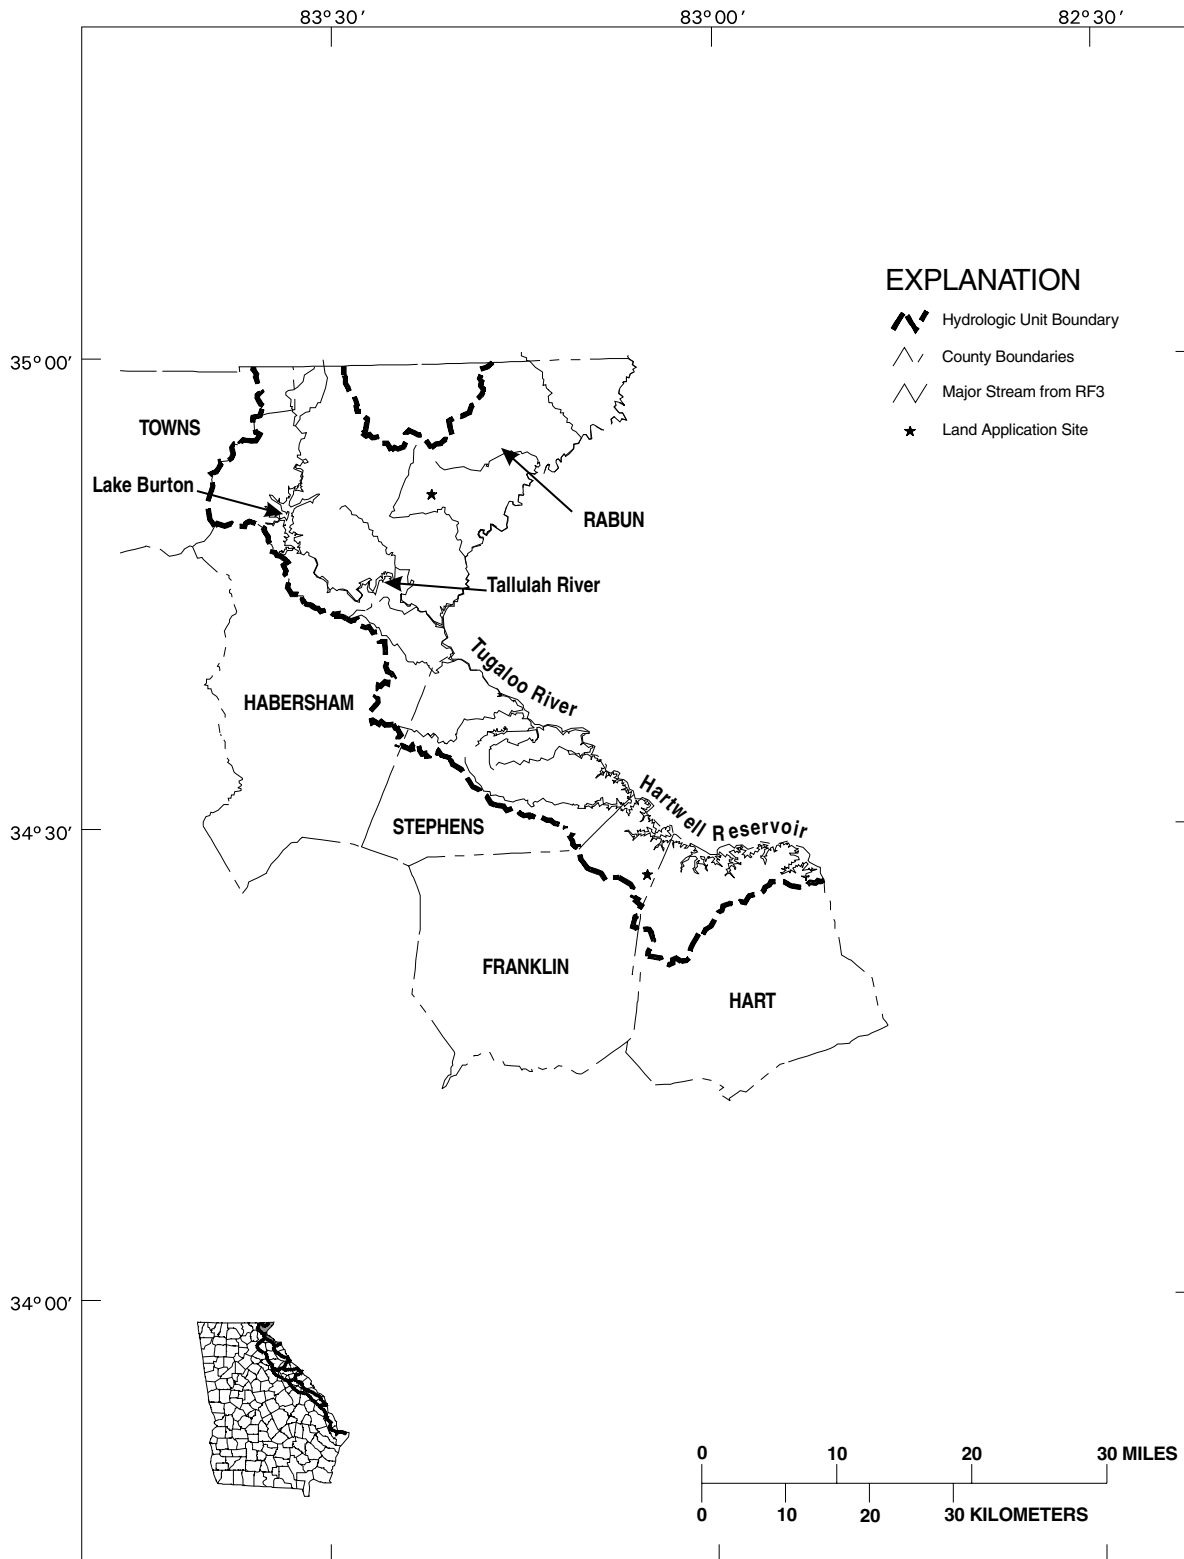 83°30′ 83°00′ 82°30′
EXPLANATION
Hydrologic Unit Boundary
County Boundaries
Major Stream from RF3
Land Application Site
35°00′
TOWNS
Lake Burton
RABUN
Tallulah River
Tugaloo River
HABERSHAM
Hartwell Reservoir
34°30′
STEPHENS
FRANKLIN
HART
34°00′
0 10 20 30 MILES
0 10 20 30 KILOMETERS